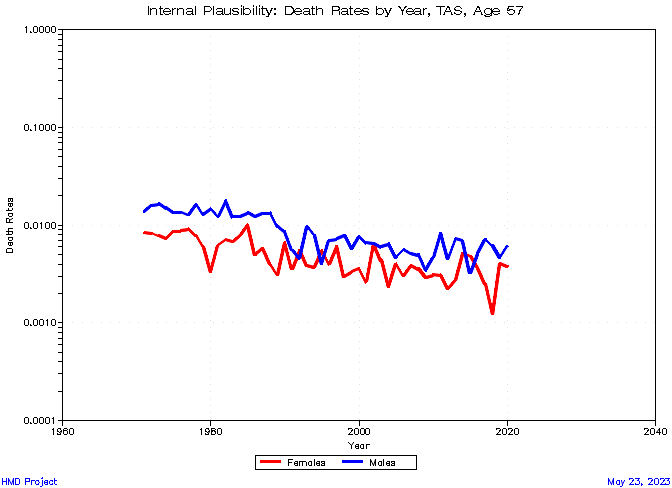 Internal Plausibility: Death Rates by Year, TAS, Age 57
1.0000
0.1000
0.0100
0.0010
0.0001
Death Rates
1960
1980
2000
2020
2040
Year
Females
Males
HMD Project
May 23, 2023